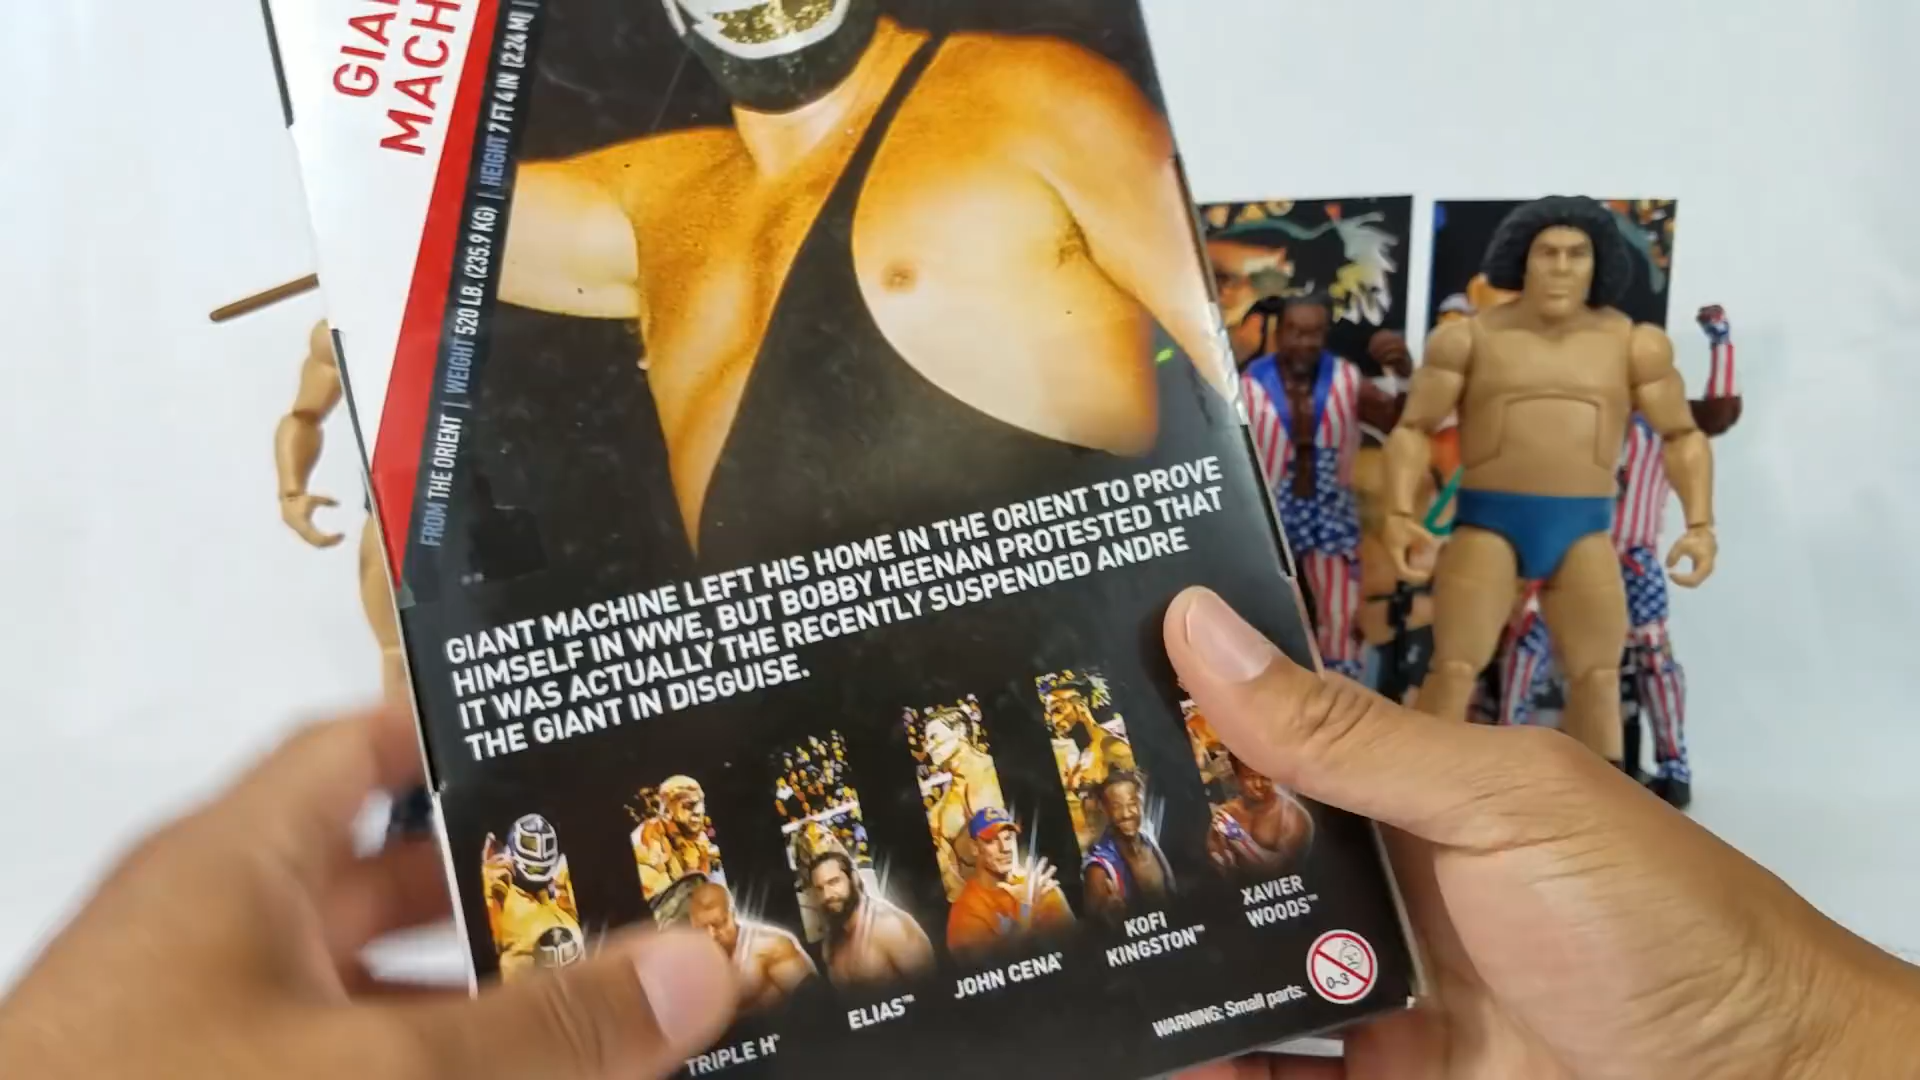 MACH
FROM THE ORIENT | WEIGHT 520 LB. (235.9 KG) | HEIGHT 7 FT 4 IN (2.24 M) |
GIANT MACHINE LEFT HIS HOME IN THE ORIENT TO PROVE
HIMSELF IN WWE, BUT BOBBY HEENAN PROTESTED THAT
IT WAS ACTUALLY THE RECENTLY SUSPENDED ANDRE
THE GIANT IN DISGUISE.
TRIPLE H®
ELIAS™
JOHN CENA®
KOFI
KINGSTON™
XAVIER
WOODS™
WARNING: Small parts.
0-3